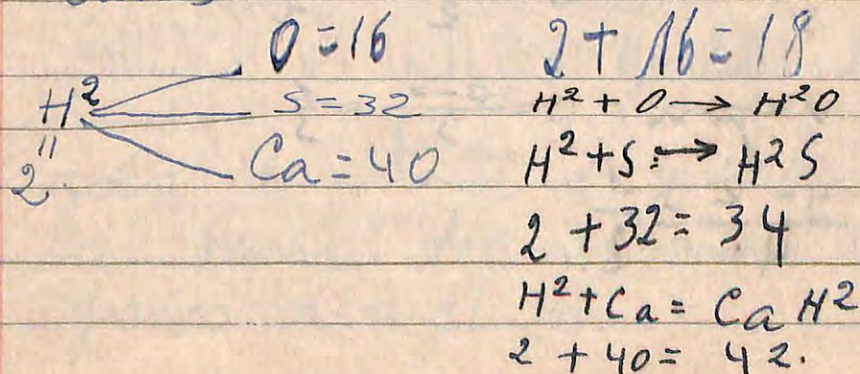 O = 16
H² S = 32
2 Ca = 40
2 + 16 = 18
H² + O → H²O
H² + S → H²S
2 + 32 = 34
H² + Ca = CaH²
2 + 40 = 42.